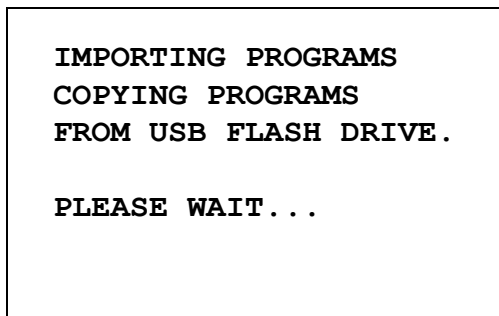 IMPORTING PROGRAMS
COPYING PROGRAMS
FROM USB FLASH DRIVE.
PLEASE WAIT...